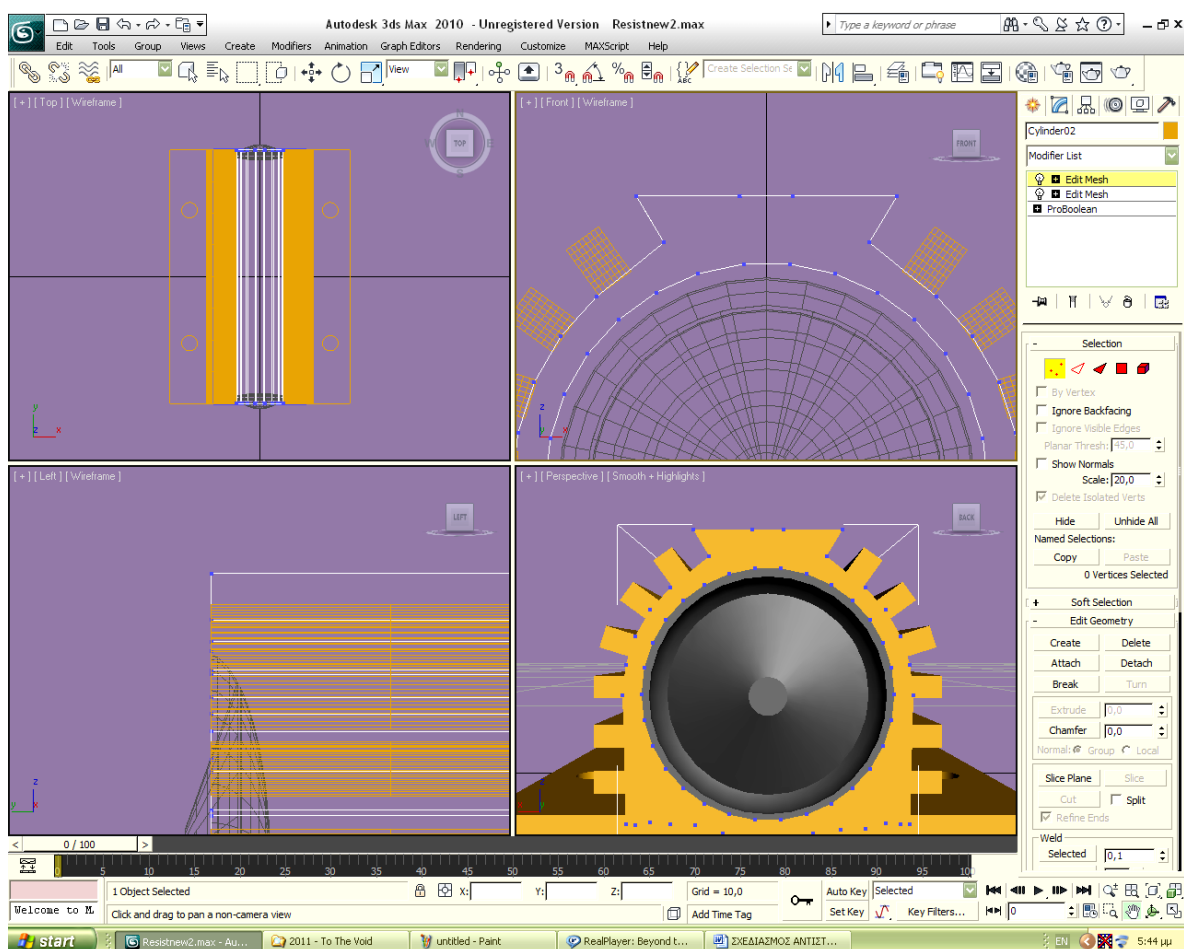 Autodesk 3ds Max 2010 - Unregistered Version Resistnew2.max
Type a keyword or phrase
Edit Tools Group Views Create Modifiers Animation Graph Editors Rendering Customize MAXScript Help
All View 3 % ABC Create Selection Se
[ + ] [ Top ] [ Wireframe ]
N
W TOP E
S
y
z x
[ + ] [ Front ] [ Wireframe ]
FRONT
z
y x
[ + ] [ Left ] [ Wireframe ]
LEFT
z
y x
[ + ] [ Perspective ] [ Smooth + Highlights ]
BACK
Cylinder02
Modifier List
Edit Mesh
Edit Mesh
ProBoolean
- Selection
By Vertex
Ignore Backfacing
Ignore Visible Edges
Planar Thresh: 45,0
Show Normals
Scale: 20,0
Delete Isolated Verts
Hide Unhide All
Named Selections:
Copy Paste
0 Vertices Selected
+ Soft Selection
- Edit Geometry
Create Delete
Attach Detach
Break Turn
Extrude 0,0
Chamfer 0,0
Normal: Group Local
Slice Plane Slice
Cut Split
Refine Ends
Weld
Selected 0,1
< 0 / 100 >
0 5 10 15 20 25 30 35 40 45 50 55 60 65 70 75 80 85 90 95 100
1 Object Selected X: Y: Z: Grid = 10,0 Auto Key Selected
Welcome to M Click and drag to pan a non-camera view Add Time Tag Set Key Key Filters... 0
start Resistnew2.max - Au... 2011 - To The Void untitled - Paint RealPlayer: Beyond t... ΣΧΕΔΙΑΣΜΟΣ ΑΝΤΙΣΤ... EN 5:44 μμ